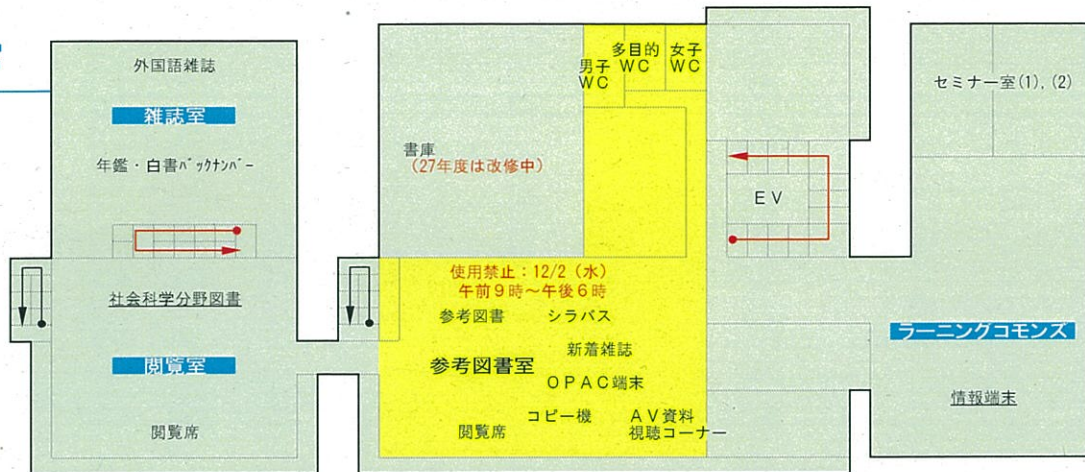 外国語雑誌
雑誌室
年鑑・白書ﾊﾞｯｸﾅﾝﾊﾞｰ
社会科学分野図書
閲覧室
閲覧席
書庫
(27年度は改修中)
男子
WC
多目的
WC
女子
WC
使用禁止：12/2（水）
午前９時～午後６時
参考図書
シラバス
新着雑誌
参考図書室
ＯＰＡＣ端末
コピー機
ＡＶ資料
視聴コーナー
閲覧席
ＥＶ
セミナー室(1), (2)
ラーニングコモンズ
情報端末